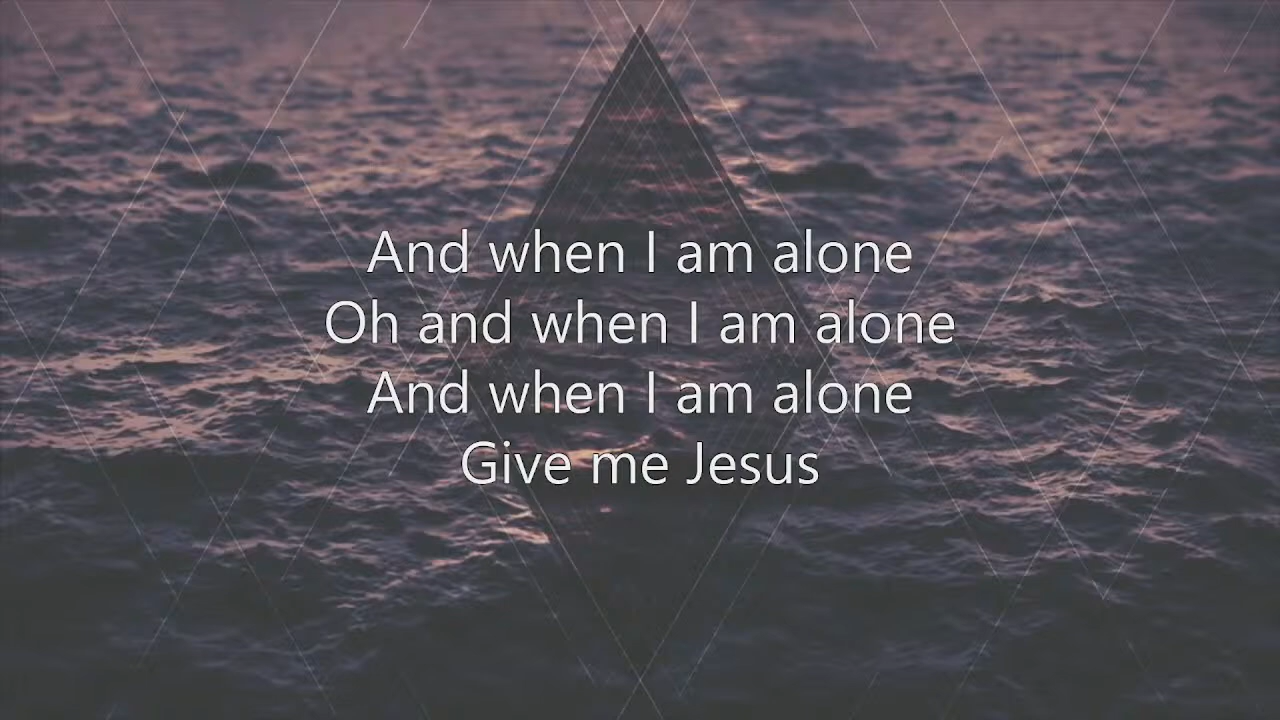 And when I am alone
Oh and when I am alone
And when I am alone
Give me Jesus